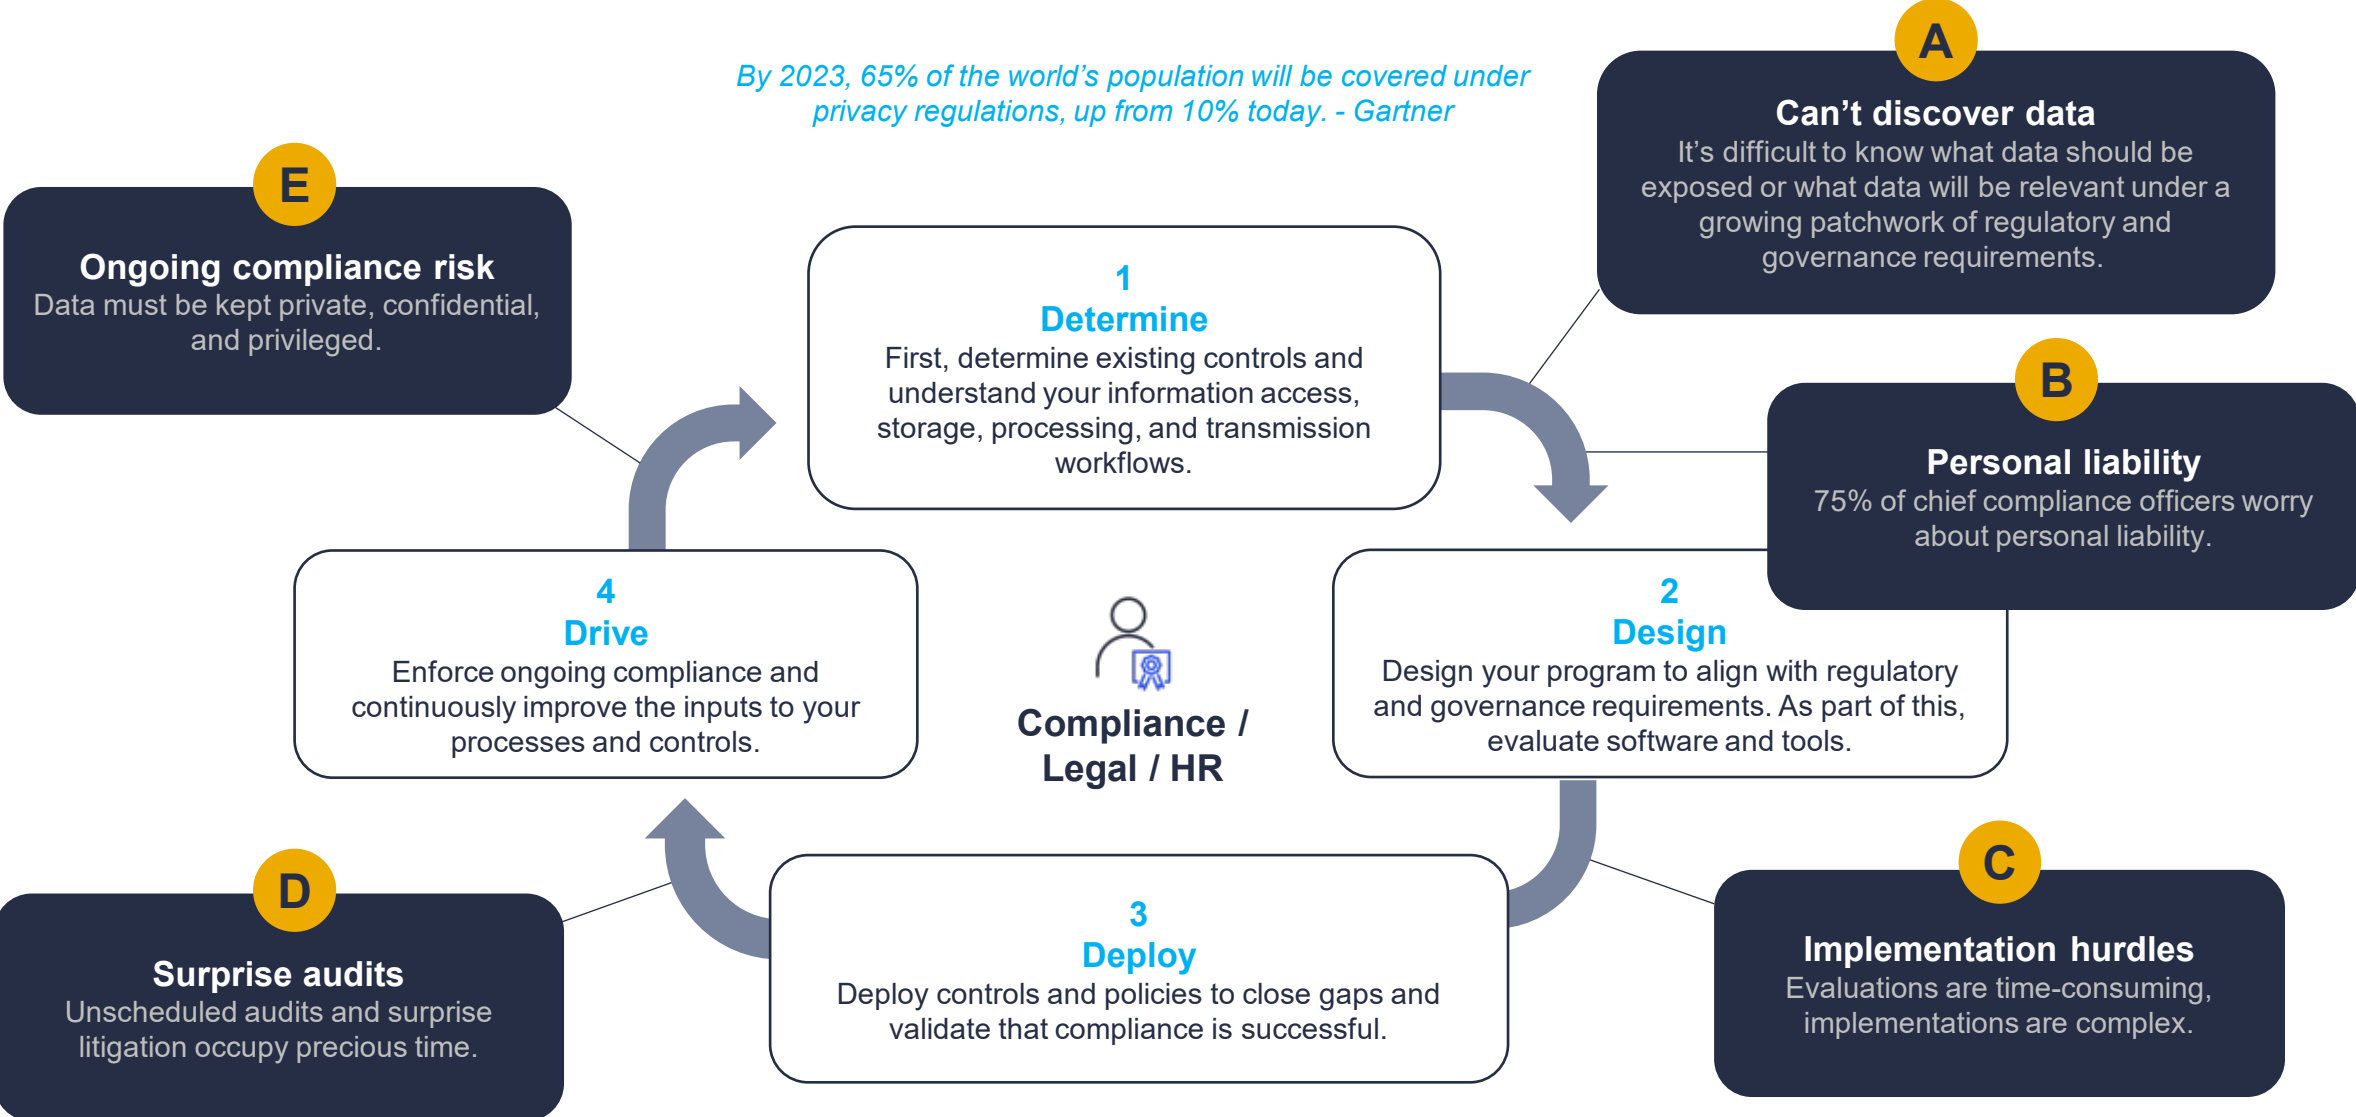 By 2023, 65% of the world's population will be covered under
privacy regulations, up from 10% today. - Gartner
A
Can't discover data
It's difficult to know what data should be
exposed or what data will be relevant under a
growing patchwork of regulatory and
governance requirements.
E
Ongoing compliance risk
Data must be kept private, confidential,
and privileged.
1
Determine
First, determine existing controls and
understand your information access,
storage, processing, and transmission
workflows.
B
Personal liability
75% of chief compliance officers worry
about personal liability.
4
Drive
Enforce ongoing compliance and
continuously improve the inputs to your
processes and controls.
Compliance /
Legal / HR
2
Design
Design your program to align with regulatory
and governance requirements. As part of this,
evaluate software and tools.
D
Surprise audits
Unscheduled audits and surprise
litigation occupy precious time.
3
Deploy
Deploy controls and policies to close gaps and
validate that compliance is successful.
C
Implementation hurdles
Evaluations are time-consuming,
implementations are complex.